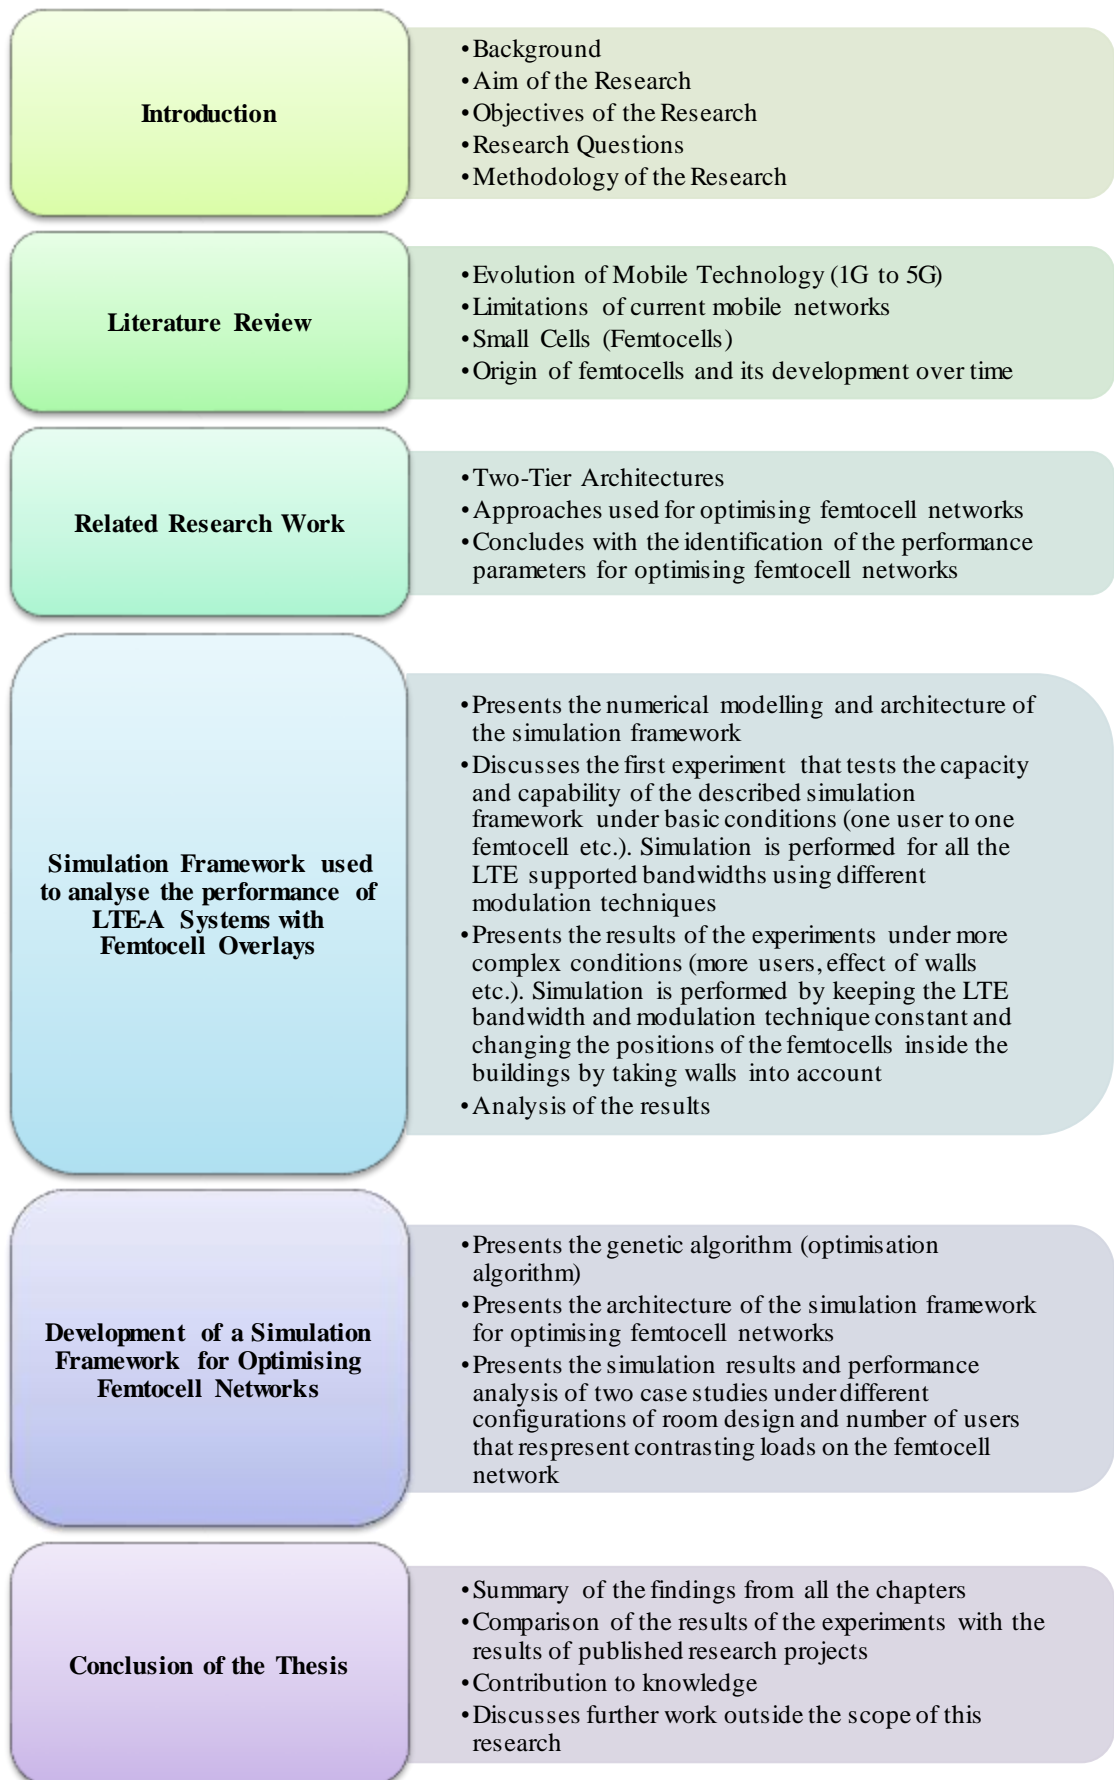 Introduction
•Background
•Aim of the Research
•Objectives of the Research
•Research Questions
•Methodology of the Research
Literature Review
•Evolution of Mobile Technology (1G to 5G)
•Limitations of current mobile networks
•Small Cells (Femtocells)
•Origin of femtocells and its development over time
Related Research Work
•Two-Tier Architectures
•Approaches used for optimising femtocell networks
•Concludes with the identification of the performance
parameters for optimising femtocell networks
Simulation Framework used
to analyse the performance of
LTE-A Systems with
Femtocell Overlays
•Presents the numerical modelling and architecture of
the simulation framework
•Discusses the first experiment that tests the capacity
and capability of the described simulation
framework under basic conditions (one user to one
femtocell etc.). Simulation is performed for all the
LTE supported bandwidths using different
modulation techniques
•Presents the results of the experiments under more
complex conditions (more users, effect of walls
etc.). Simulation is performed by keeping the LTE
bandwidth and modulation technique constant and
changing the positions of the femtocells inside the
buildings by taking walls into account
•Analysis of the results
Development of a Simulation
Framework for Optimising
Femtocell Networks
•Presents the genetic algorithm (optimisation
algorithm)
•Presents the architecture of the simulation framework
for optimising femtocell networks
•Presents the simulation results and performance
analysis of two case studies under different
configurations of room design and number of users
that respresent contrasting loads on the femtocell
network
Conclusion of the Thesis
•Summary of the findings from all the chapters
•Comparison of the results of the experiments with the
results of published research projects
•Contribution to knowledge
•Discusses further work outside the scope of this
research